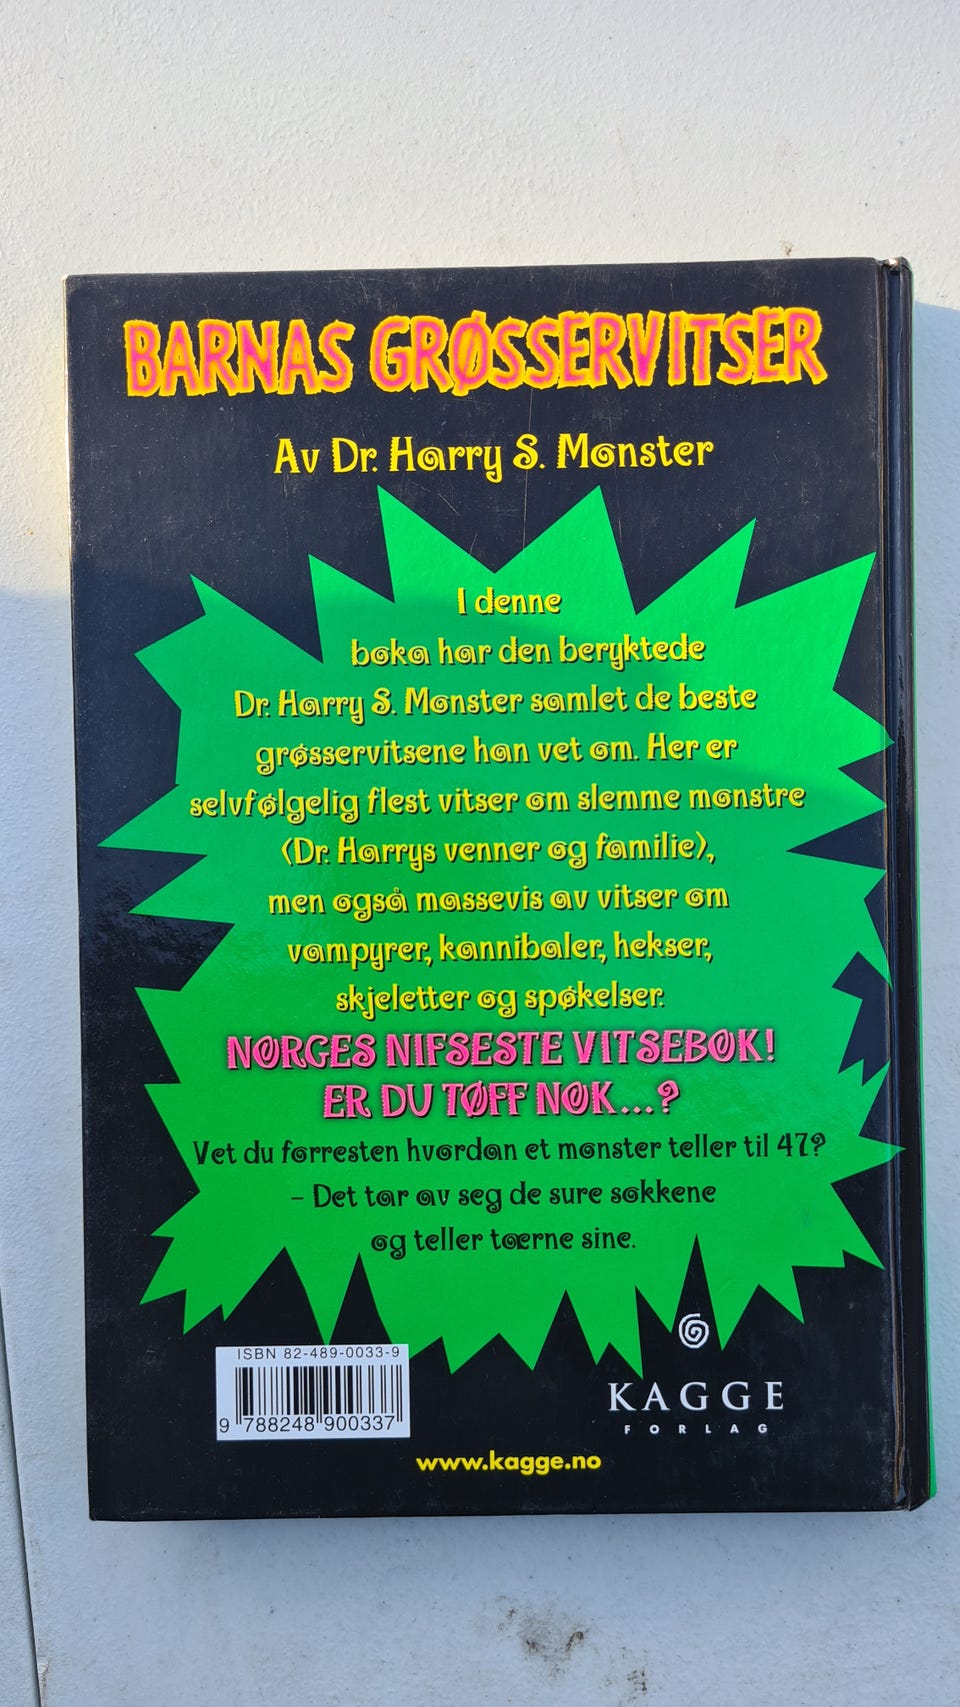 BARNAS GRØSSERVITSER
Av Dr. Harry S. Monster
I denne
boka har den beryktede
Dr. Harry S. Monster samlet de beste
grøsservitsene han vet om. Her er
selvfølgelig flest vitser om slemme monstre
(Dr. Harrys venner og familie),
men også massevis av vitser om
vampyrer, kannibaler, hekser,
skjeletter og spøkelser.
NORGES NIFSESTE VITSEBOK!
ER DU TØFF NOK...?
Vet du forresten hvordan et monster teller til 47?
- Det tar av seg de sure sokkene
og teller tærne sine.
ISBN 82-489-0033-9
9 788248 900337
KAGGE
FORLAG
www.kagge.no